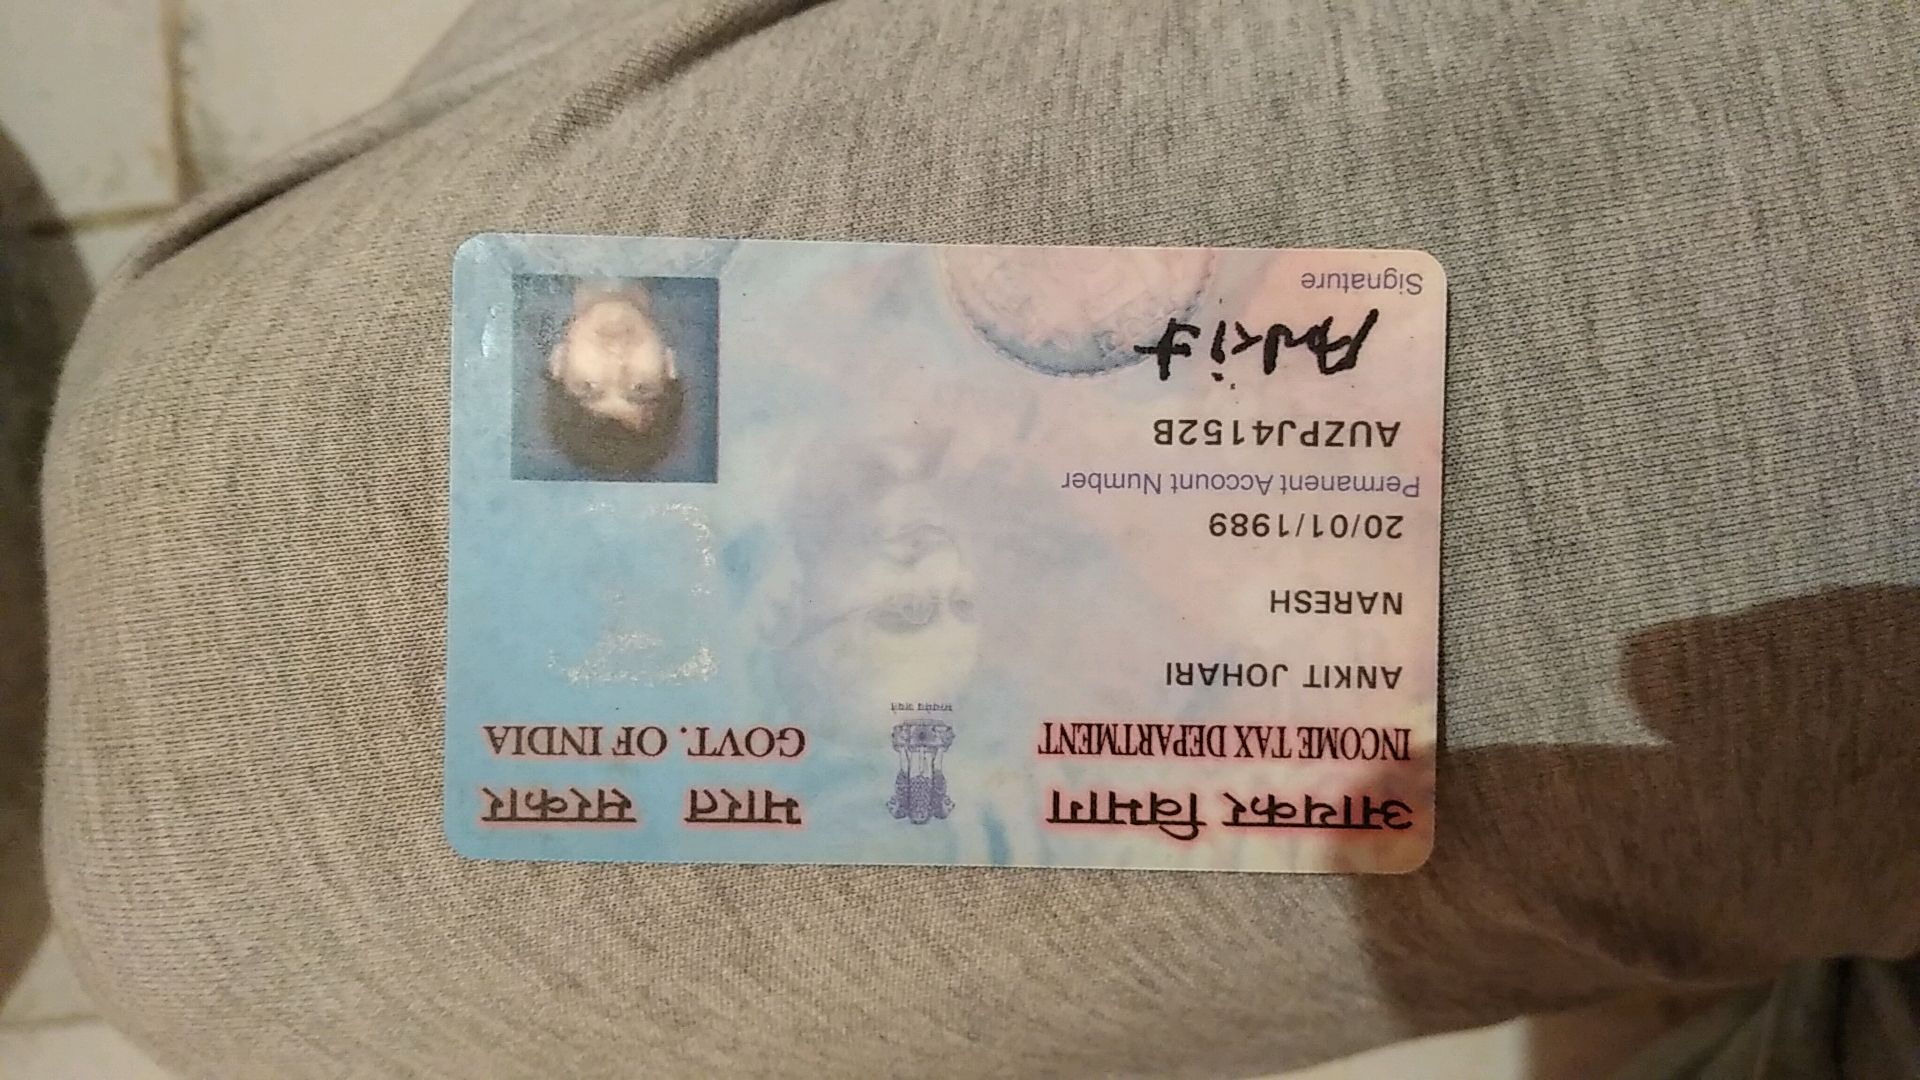 आयकर विभाग
INCOME TAX DEPARTMENT
भारत सरकार
GOVT. OF INDIA
ANKIT JOHARI
NARESH
20/01/1989
Permanent Account Number
AUZPJ4152B
Ankit
Signature